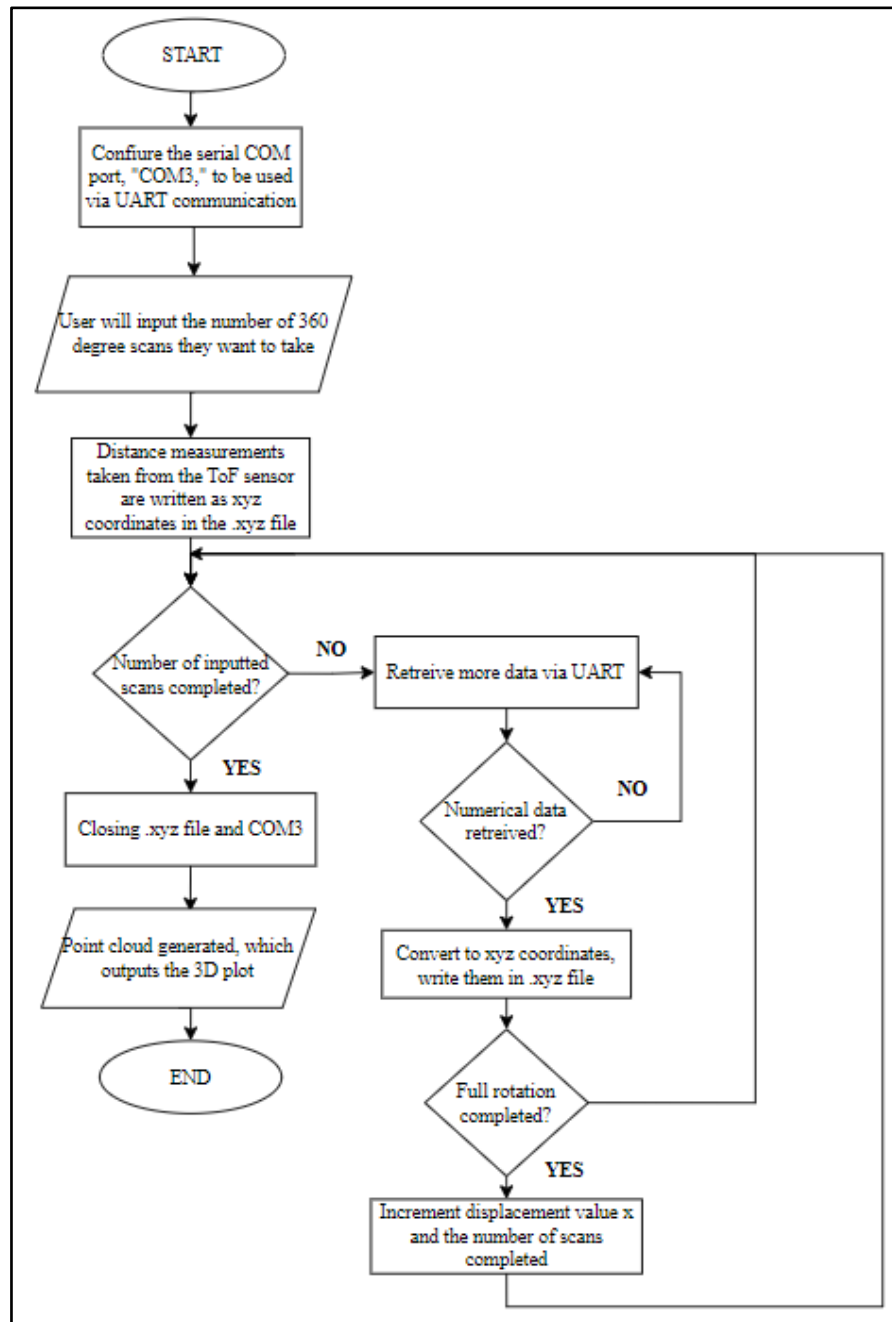 START
Confiure the serial COM
port, "COM3," to be used
via UART communication
User will input the number of 360
degree scans they want to take
Distance measurements
taken from the ToF sensor
are written as xyz
coordinates in the .xyz file
Number of inputted
scans completed?
NO
Retreive more data via UART
YES
Closing .xyz file and COM3
Numerical data
retreived?
NO
YES
Point cloud generated, which
outputs the 3D plot
Convert to xyz coordinates,
write them in .xyz file
END
Full rotation
completed?
YES
Increment displacement value x
and the number of scans
completed